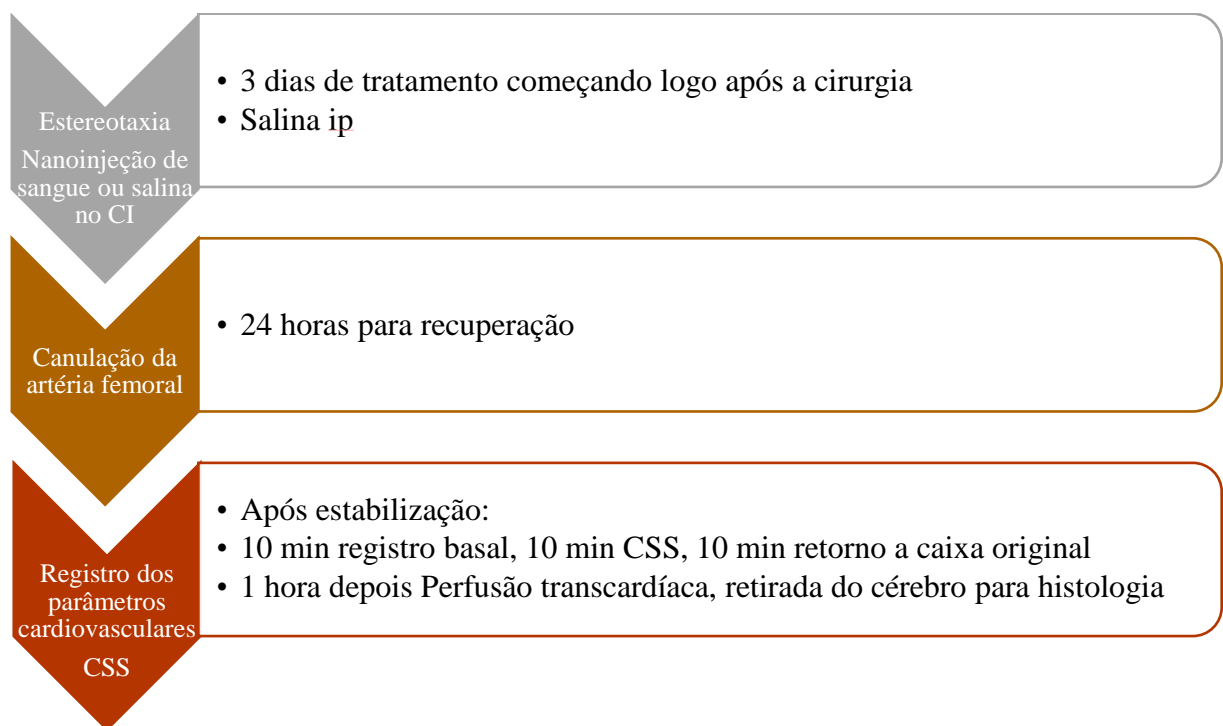 Estereotaxia
Nanoinjeção de
sangue ou salina
no CI
• 3 dias de tratamento começando logo após a cirurgia
• Salina ip
Canulação da
artéria femoral
• 24 horas para recuperação
Registro dos
parâmetros
cardiovasculares
CSS
• Após estabilização:
• 10 min registro basal, 10 min CSS, 10 min retorno a caixa original
• 1 hora depois Perfusão transcardíaca, retirada do cérebro para histologia